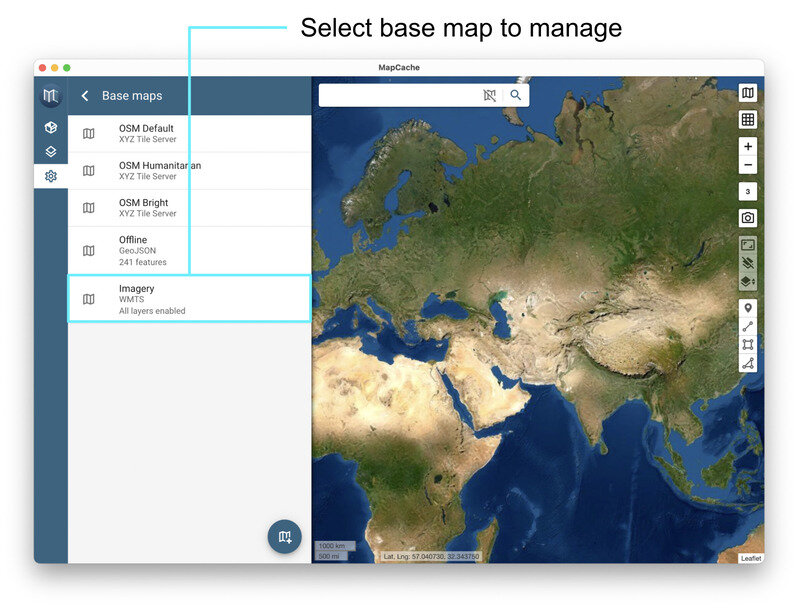 Select base map to manage
MapCache
Base maps
OSM Default
XYZ Tile Server
OSM Humanitarian
XYZ Tile Server
OSM Bright
XYZ Tile Server
Offline
GeoJSON
241 features
Imagery
WMTS
All layers enabled
+
−
3
1000 km
500 mi
Lat, Lng: 57.040730, 32.343750
Leaflet